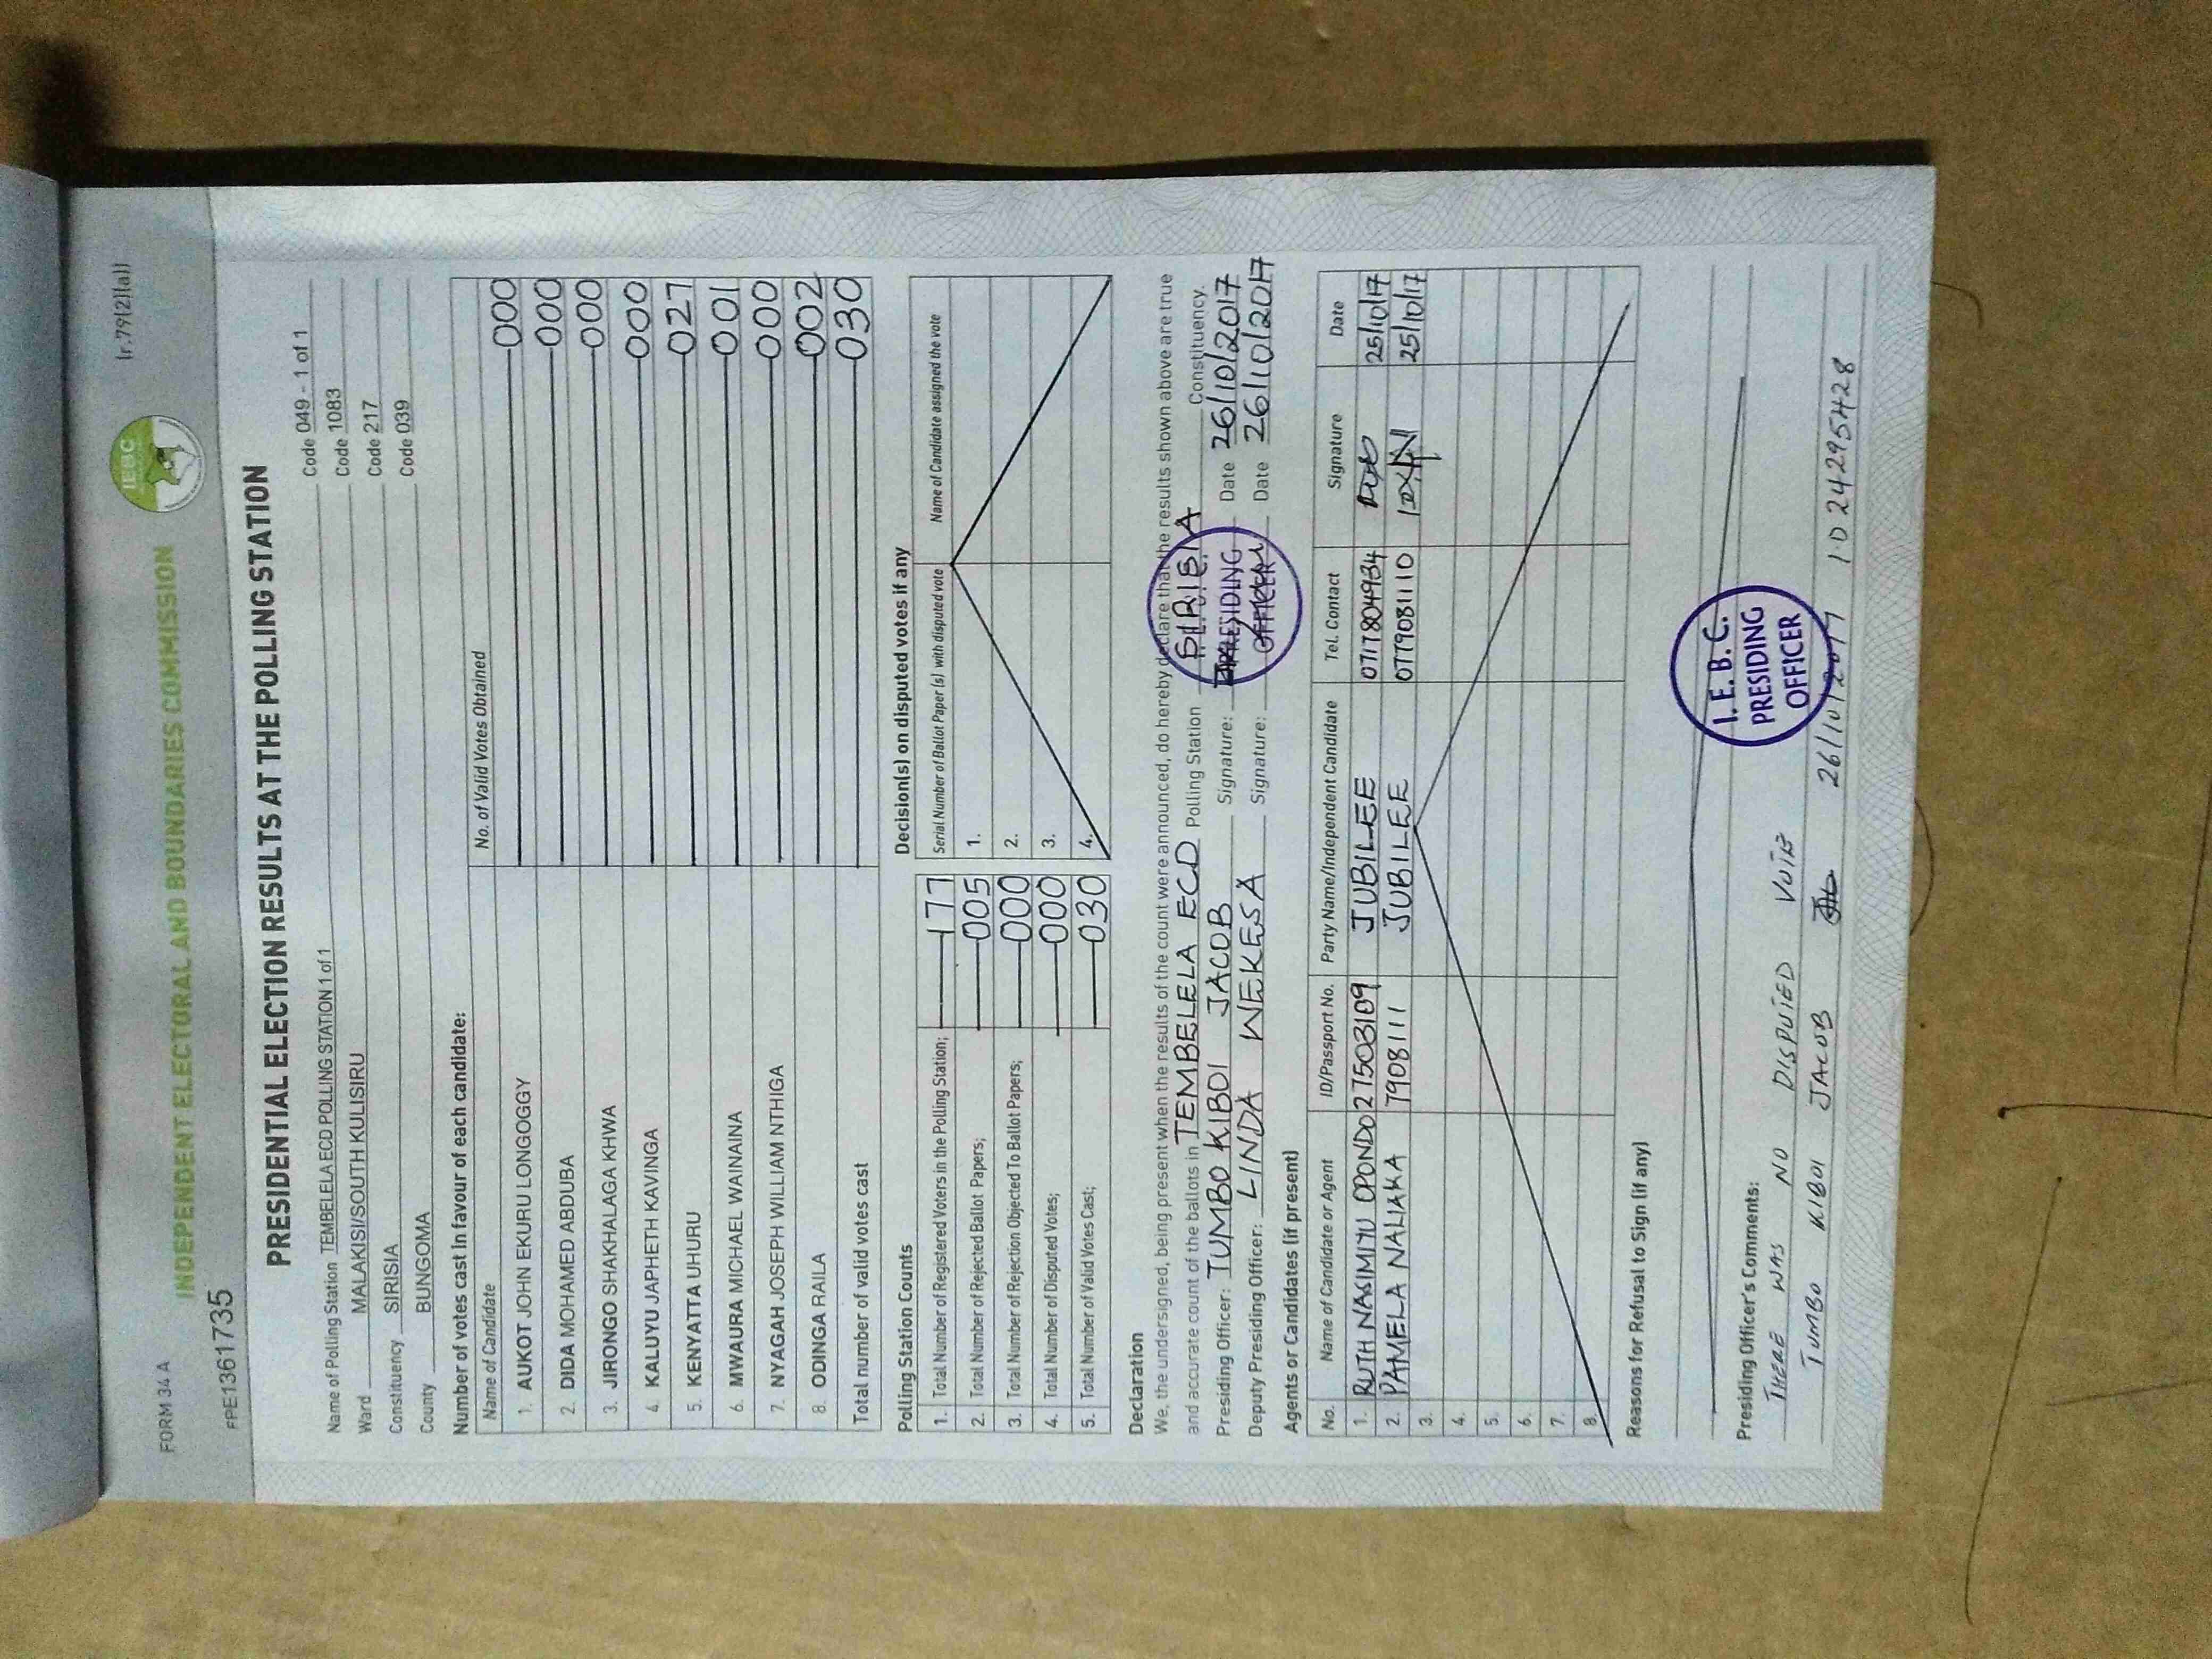 FORM 34 A
(r.79(2)(a))
IEBC
INDEPENDENT ELECTORAL AND BOUNDARIES COMMISSION
FPE1361735
PRESIDENTIAL ELECTION RESULTS AT THE POLLING STATION
Name of Polling Station TEMBELELA ECD POLLING STATION 1 of 1 Code 049 - 1 of 1
Ward MALAKISI/SOUTH KULISIRU Code 1083
Constituency SIRISIA Code 217
County BUNGOMA Code 039
Number of votes cast in favour of each candidate:
Name of Candidate No. of Valid Votes Obtained
1. AUKOT JOHN EKURU LONGOGGY 000
2. DIDA MOHAMED ABDUBA 000
3. JIRONGO SHAKHALAGA KHWA 000
4. KALUYU JAPHETH KAVINGA 000
5. KENYATTA UHURU 027
6. MWAURA MICHAEL WAINAINA 001
7. NYAGAH JOSEPH WILLIAM NTHIGA 000
8. ODINGA RAILA 002
Total number of valid votes cast 030
Polling Station Counts
1. Total Number of Registered Voters in the Polling Station; 177
2. Total Number of Rejected Ballot Papers; 005
3. Total Number of Rejection Objected To Ballot Papers; 000
4. Total Number of Disputed Votes; 000
5. Total Number of Valid Votes Cast; 030
Decision(s) on disputed votes if any
Serial Number of Ballot Paper (s) with disputed vote Name of Candidate assigned the vote
1.
2.
3.
4.
Declaration
We, the undersigned, being present when the results of the count were announced, do hereby declare that the results shown above are true
and accurate count of the ballots in TEMBELELA ECD Polling Station SIRISIA Constituency.
Presiding Officer: TUMBO KIBOI JACOB Signature: Date 26/10/2017
Deputy Presiding Officer: LINDA WEKESA Signature: Date 26/10/2017
PRESIDING
OFFICER
Agents or Candidates (if present)
No. Name of Candidate or Agent ID/Passport No. Party Name/Independent Candidate Tel. Contact Signature Date
1. RUTH NASIMIYU OPONDO 27503109 JUBILEE 0717804934 25/10/17
2. PAMELA NALIAKA 7908111 JUBILEE 0779081110 25/10/17
3.
4.
5.
6.
7.
8.
Reasons for Refusal to Sign (if any)
I.E.B.C.
PRESIDING
OFFICER
Presiding Officer's Comments:
THERE WAS NO DISPUTED VOTE
TUMBO KIBOI JACOB 26/10/2017 ID 24295428